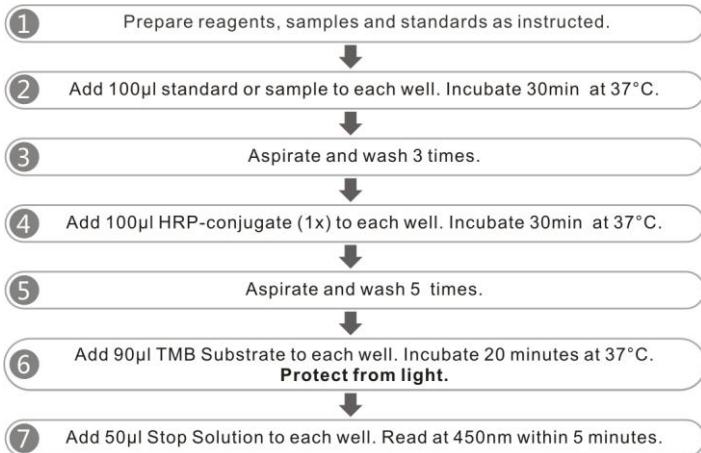 1 Prepare reagents, samples and standards as instructed.
2 Add 100µl standard or sample to each well. Incubate 30min at 37°C.
3 Aspirate and wash 3 times.
4 Add 100µl HRP-conjugate (1x) to each well. Incubate 30min at 37°C.
5 Aspirate and wash 5 times.
6 Add 90µl TMB Substrate to each well. Incubate 20 minutes at 37°C.
Protect from light.
7 Add 50µl Stop Solution to each well. Read at 450nm within 5 minutes.